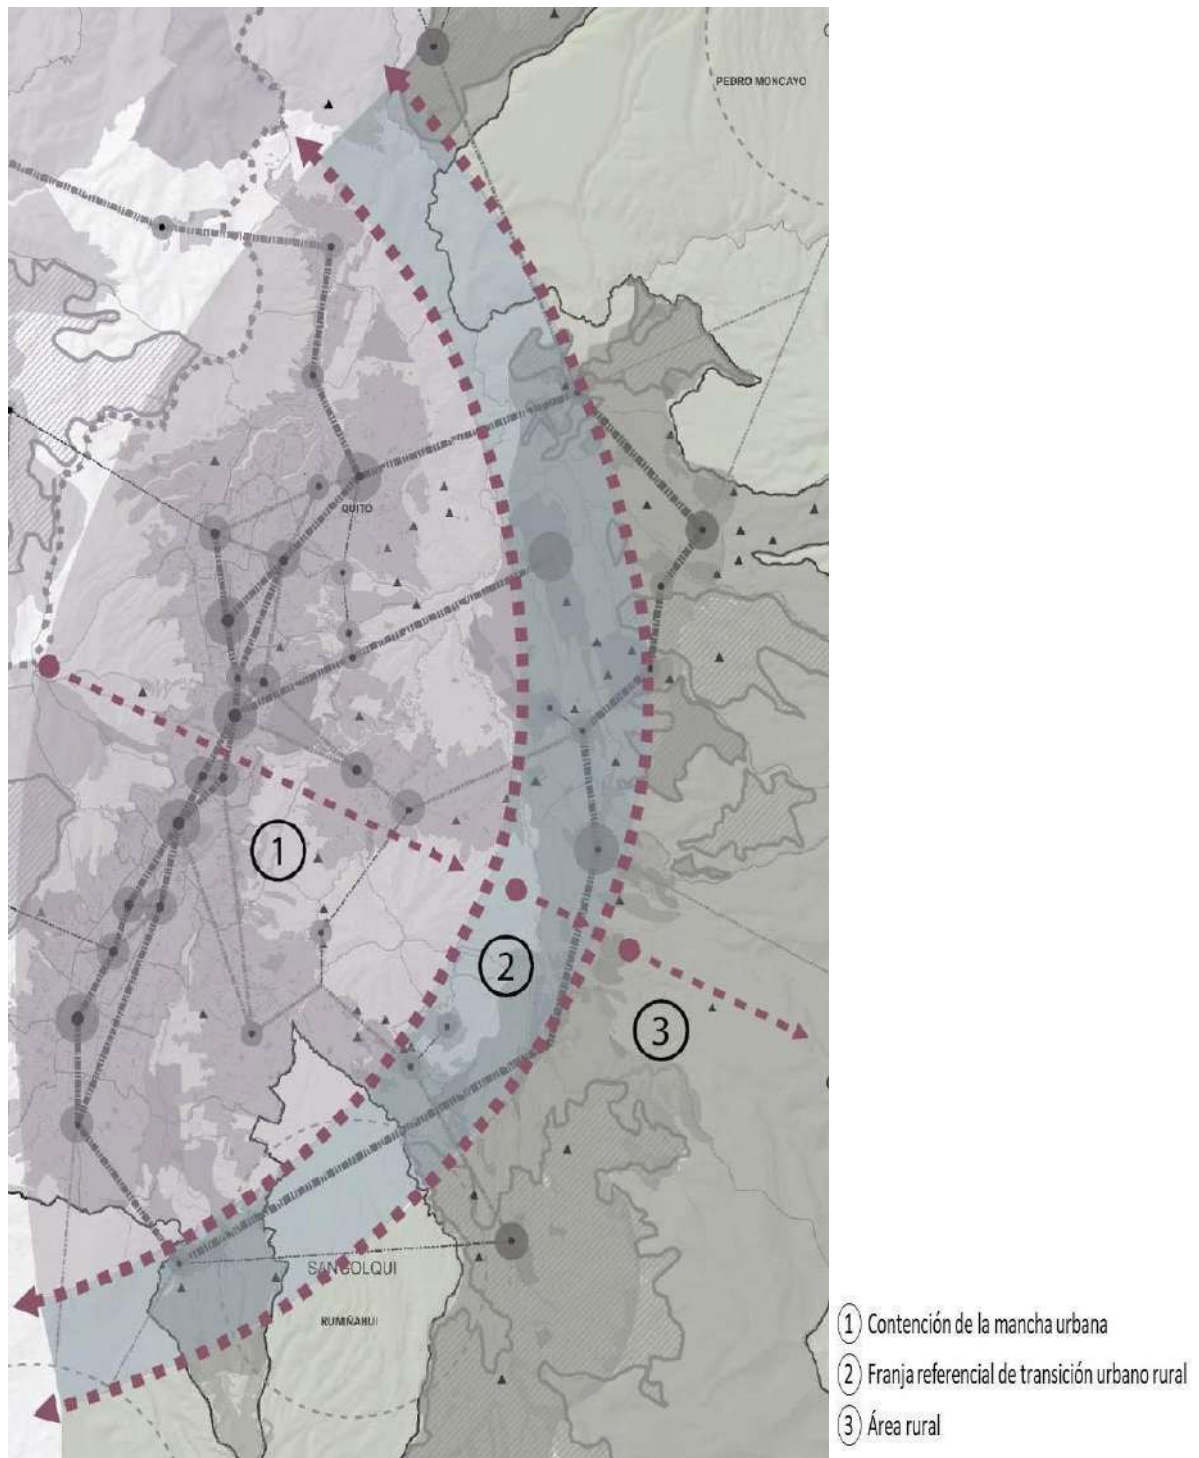 PEDRO MONCAYO
QUITO
1
2
3
SANGOLQUI
RUMIÑAHUI
1 Contención de la mancha urbana
2 Franja referencial de transición urbano rural
3 Área rural